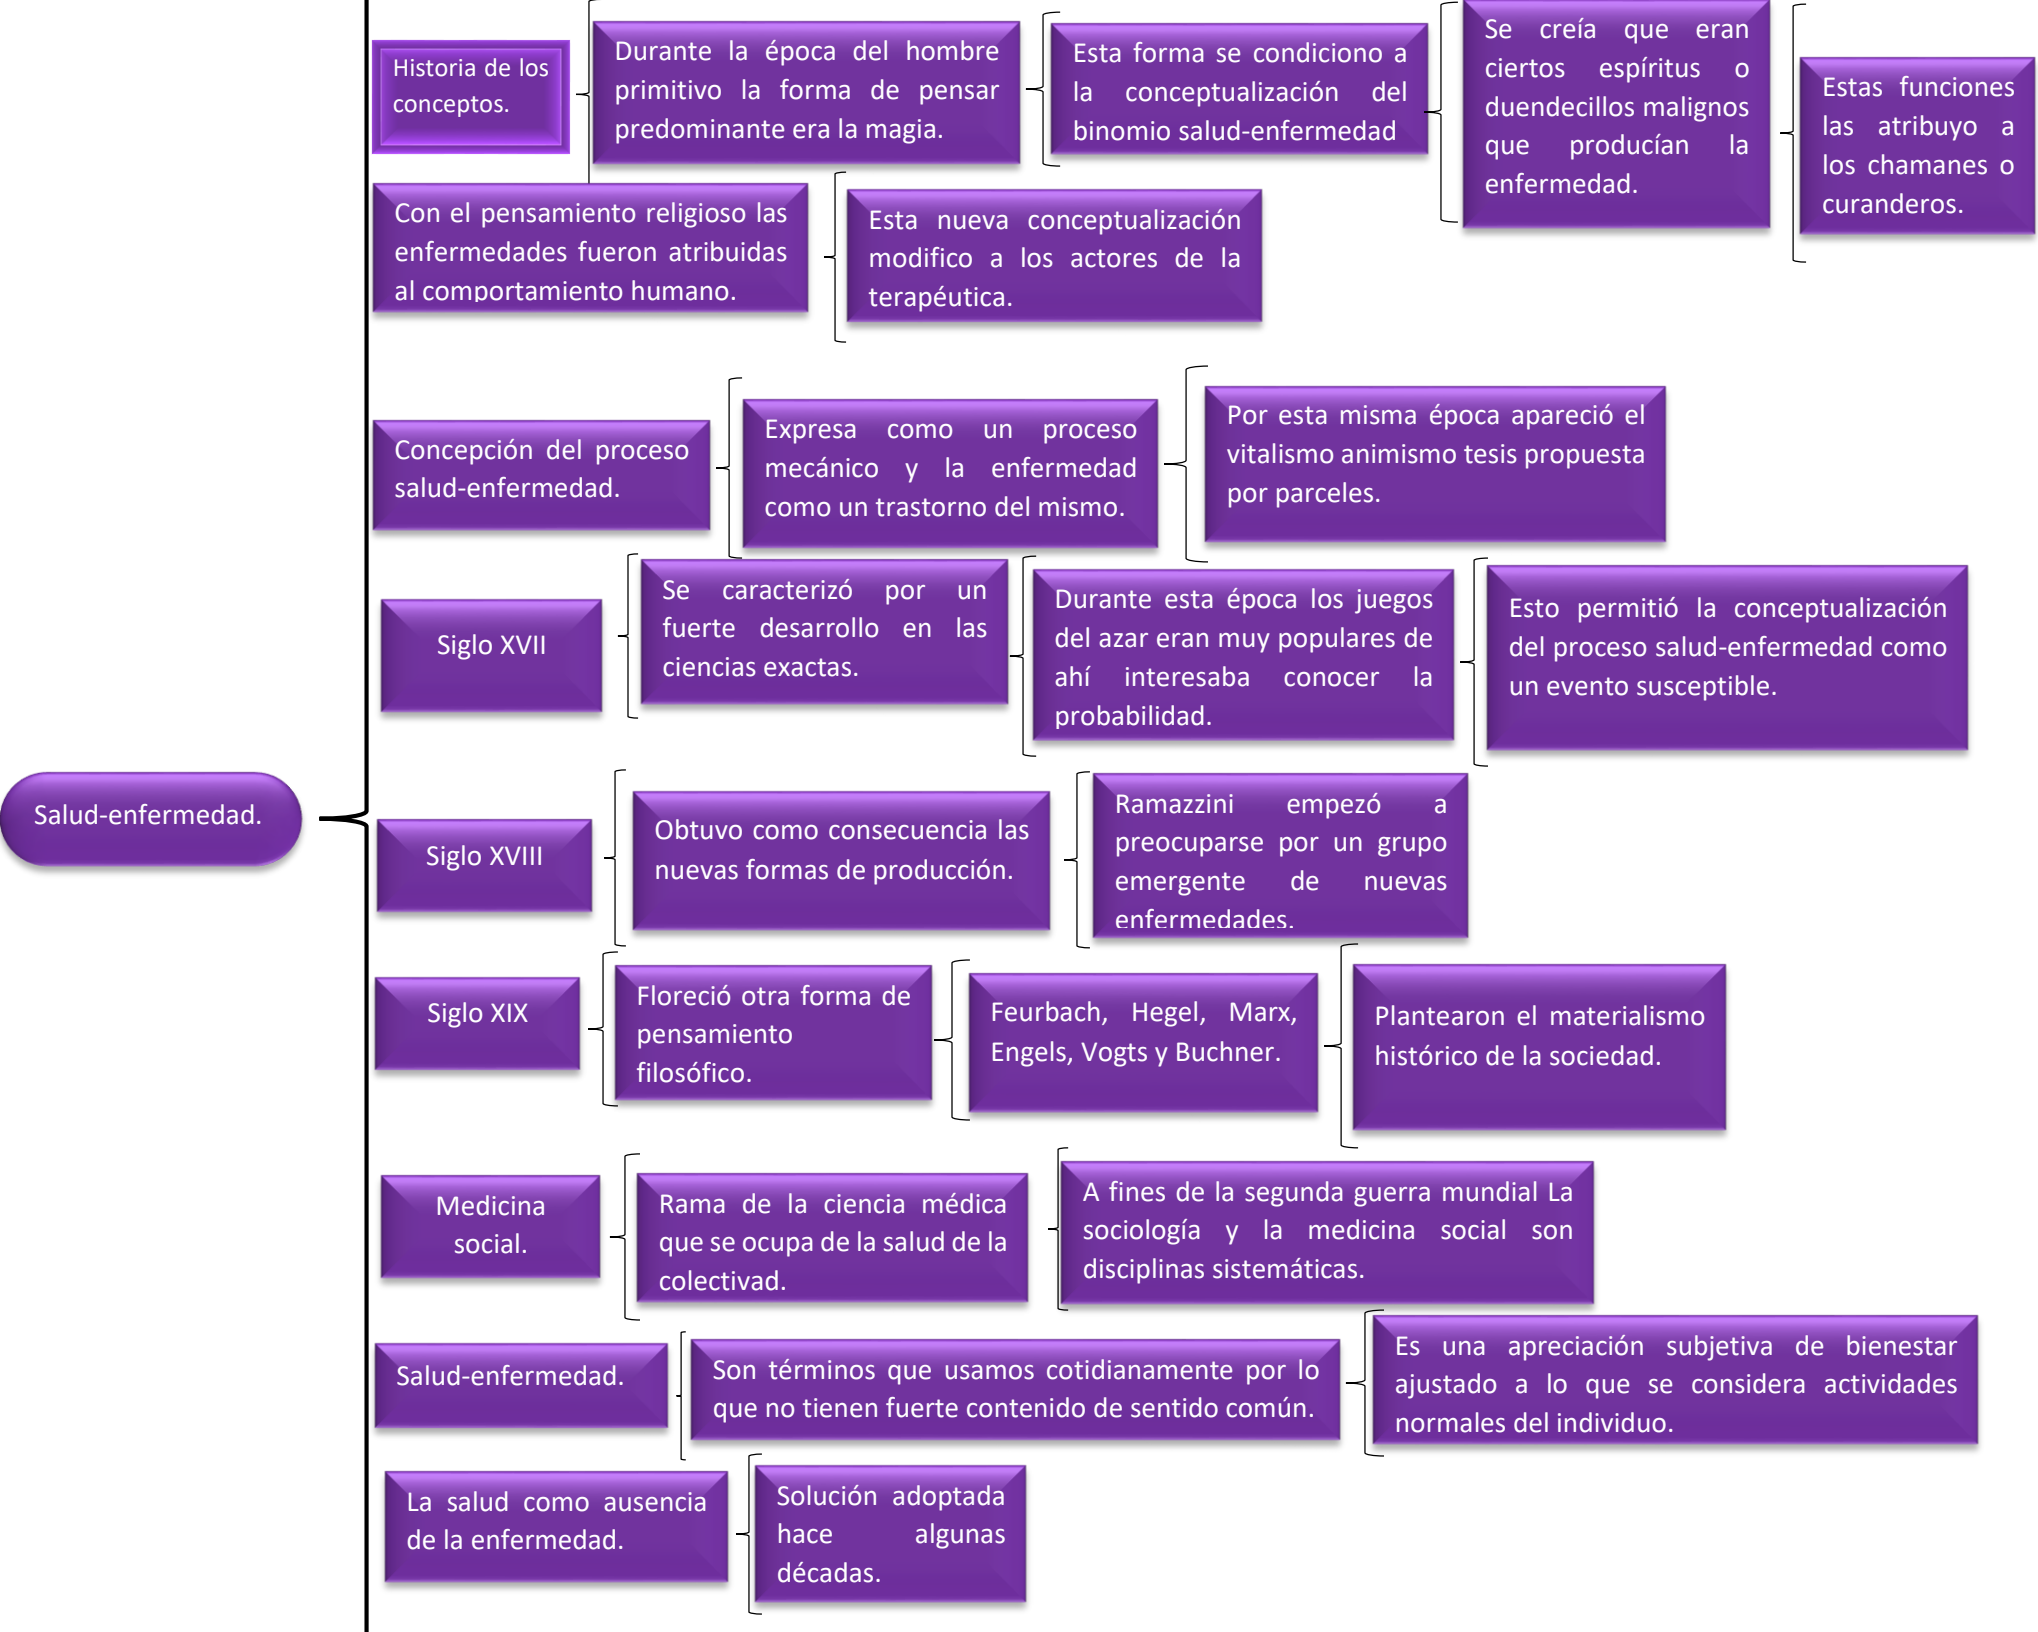 Historia de los
conceptos.
Durante la época del hombre
primitivo la forma de pensar
predominante era la magia.
Esta forma se condiciono a
la conceptualización del
binomio salud-enfermedad
Se creía que eran
ciertos espíritus o
duendecillos malignos
que producían la
enfermedad.
Estas funciones
las atribuyo a
los chamanes o
curanderos.
Con el pensamiento religioso las
enfermedades fueron atribuidas
al comportamiento humano.
Esta nueva conceptualización
modifico a los actores de la
terapéutica.
Concepción del proceso
salud-enfermedad.
Expresa como un proceso
mecánico y la enfermedad
como un trastorno del mismo.
Por esta misma época apareció el
vitalismo animismo tesis propuesta
por parceles.
Siglo XVII
Se caracterizó por un
fuerte desarrollo en las
ciencias exactas.
Durante esta época los juegos
del azar eran muy populares de
ahí interesaba conocer la
probabilidad.
Esto permitió la conceptualización
del proceso salud-enfermedad como
un evento susceptible.
Salud-enfermedad.
Siglo XVIII
Obtuvo como consecuencia las
nuevas formas de producción.
Ramazzini empezó a
preocuparse por un grupo
emergente de nuevas
enfermedades.
Siglo XIX
Floreció otra forma de
pensamiento
filosófico.
Feurbach, Hegel, Marx,
Engels, Vogts y Buchner.
Plantearon el materialismo
histórico de la sociedad.
Medicina
social.
Rama de la ciencia médica
que se ocupa de la salud de la
colectivad.
A fines de la segunda guerra mundial La
sociología y la medicina social son
disciplinas sistemáticas.
Salud-enfermedad.
Son términos que usamos cotidianamente por lo
que no tienen fuerte contenido de sentido común.
Es una apreciación subjetiva de bienestar
ajustado a lo que se considera actividades
normales del individuo.
La salud como ausencia
de la enfermedad.
Solución adoptada
hace algunas
décadas.